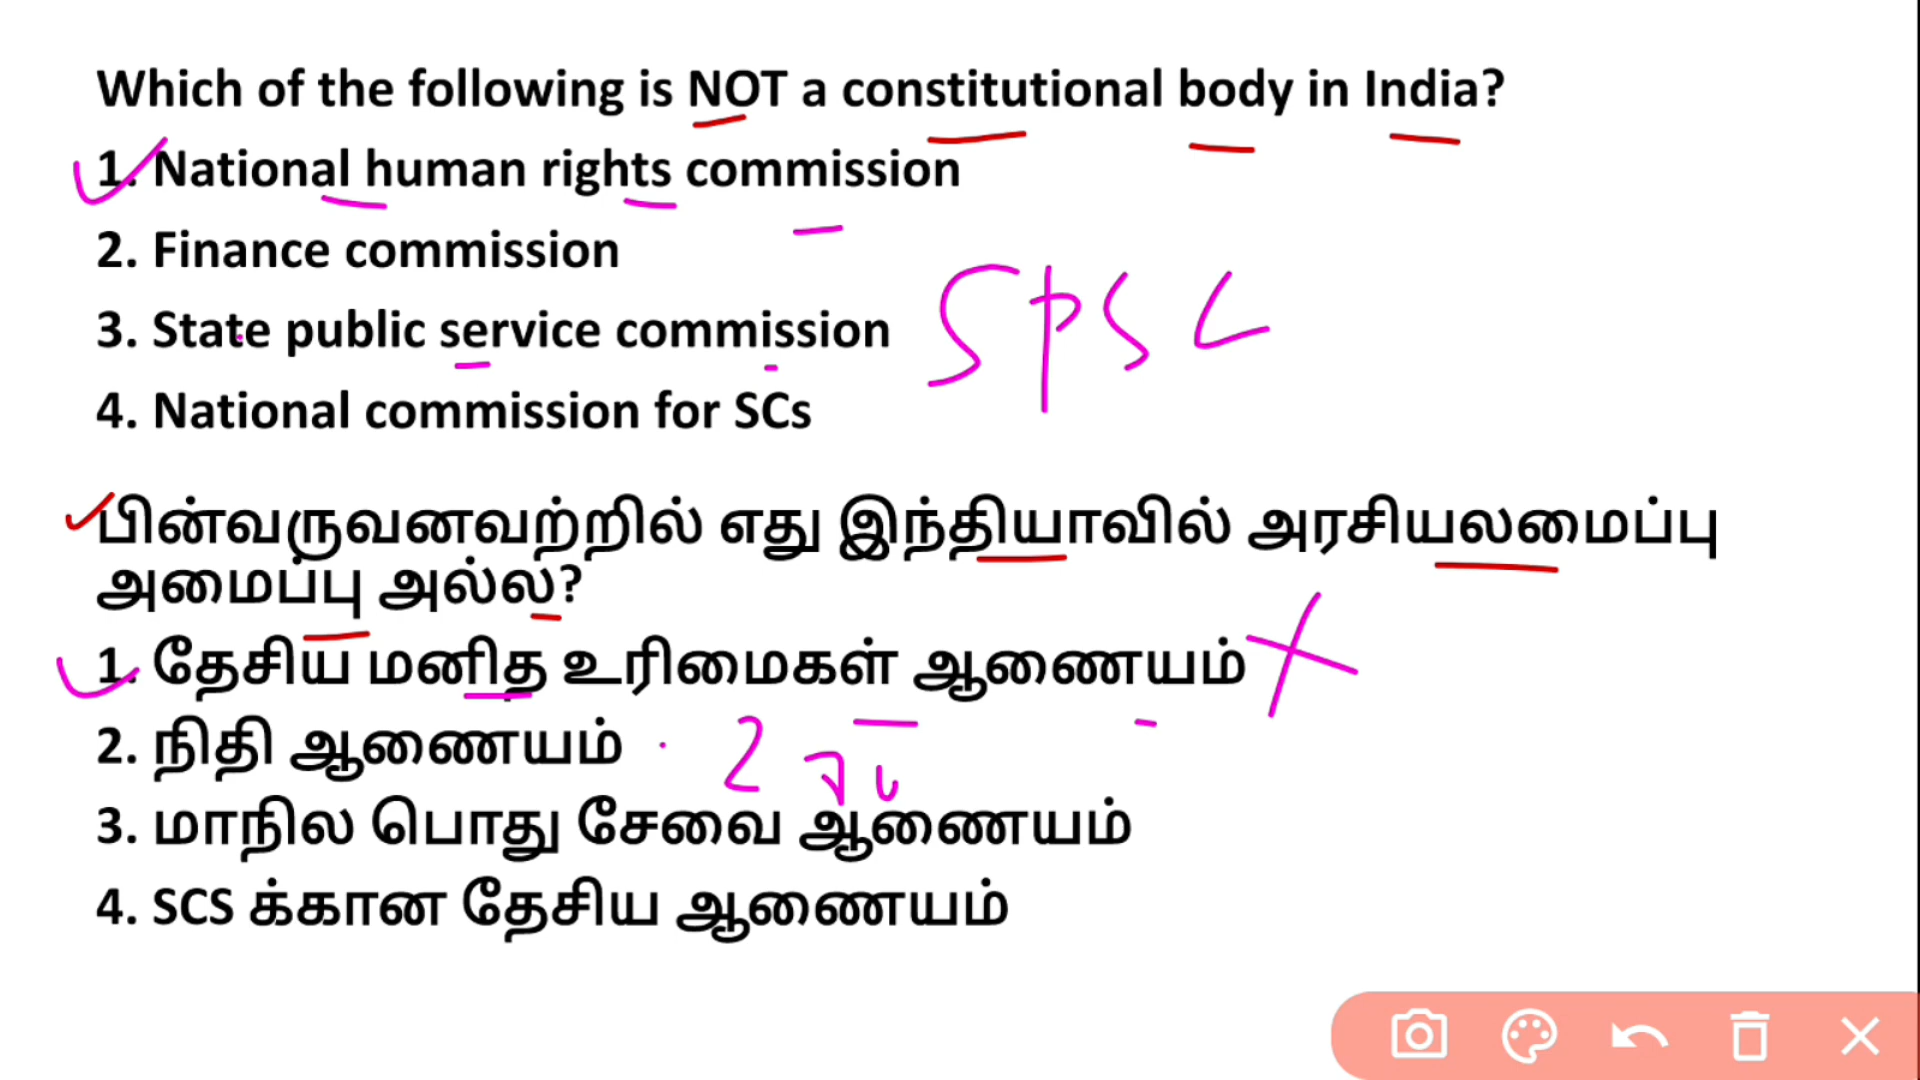 Which of the following is NOT a constitutional body in India?
1. National human rights commission
2. Finance commission
3. State public service commission
SPSC
4. National commission for SCs
பின்வருவனவற்றில் எது இந்தியாவில் அரசியலமைப்பு
அமைப்பு அல்ல?
1. தேசிய மனித உரிமைகள் ஆணையம்
2. நிதி ஆணையம்
3. மாநில பொது சேவை ஆணையம்
4. SCS க்கான தேசிய ஆணையம்